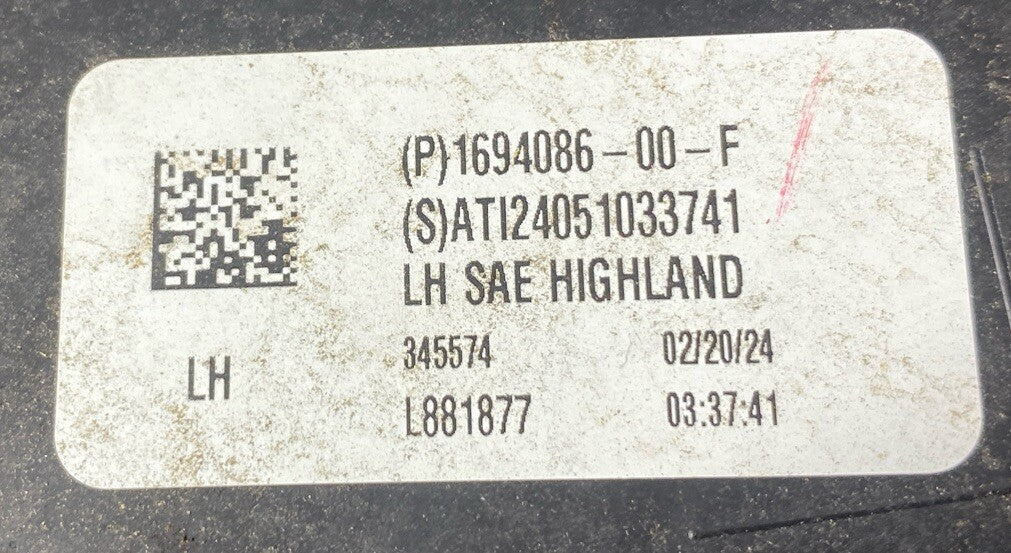 (P)1694086-00-F
(S)ATI24051033741
LH SAE HIGHLAND
345574 02/20/24
LH
L881877 03:37:41